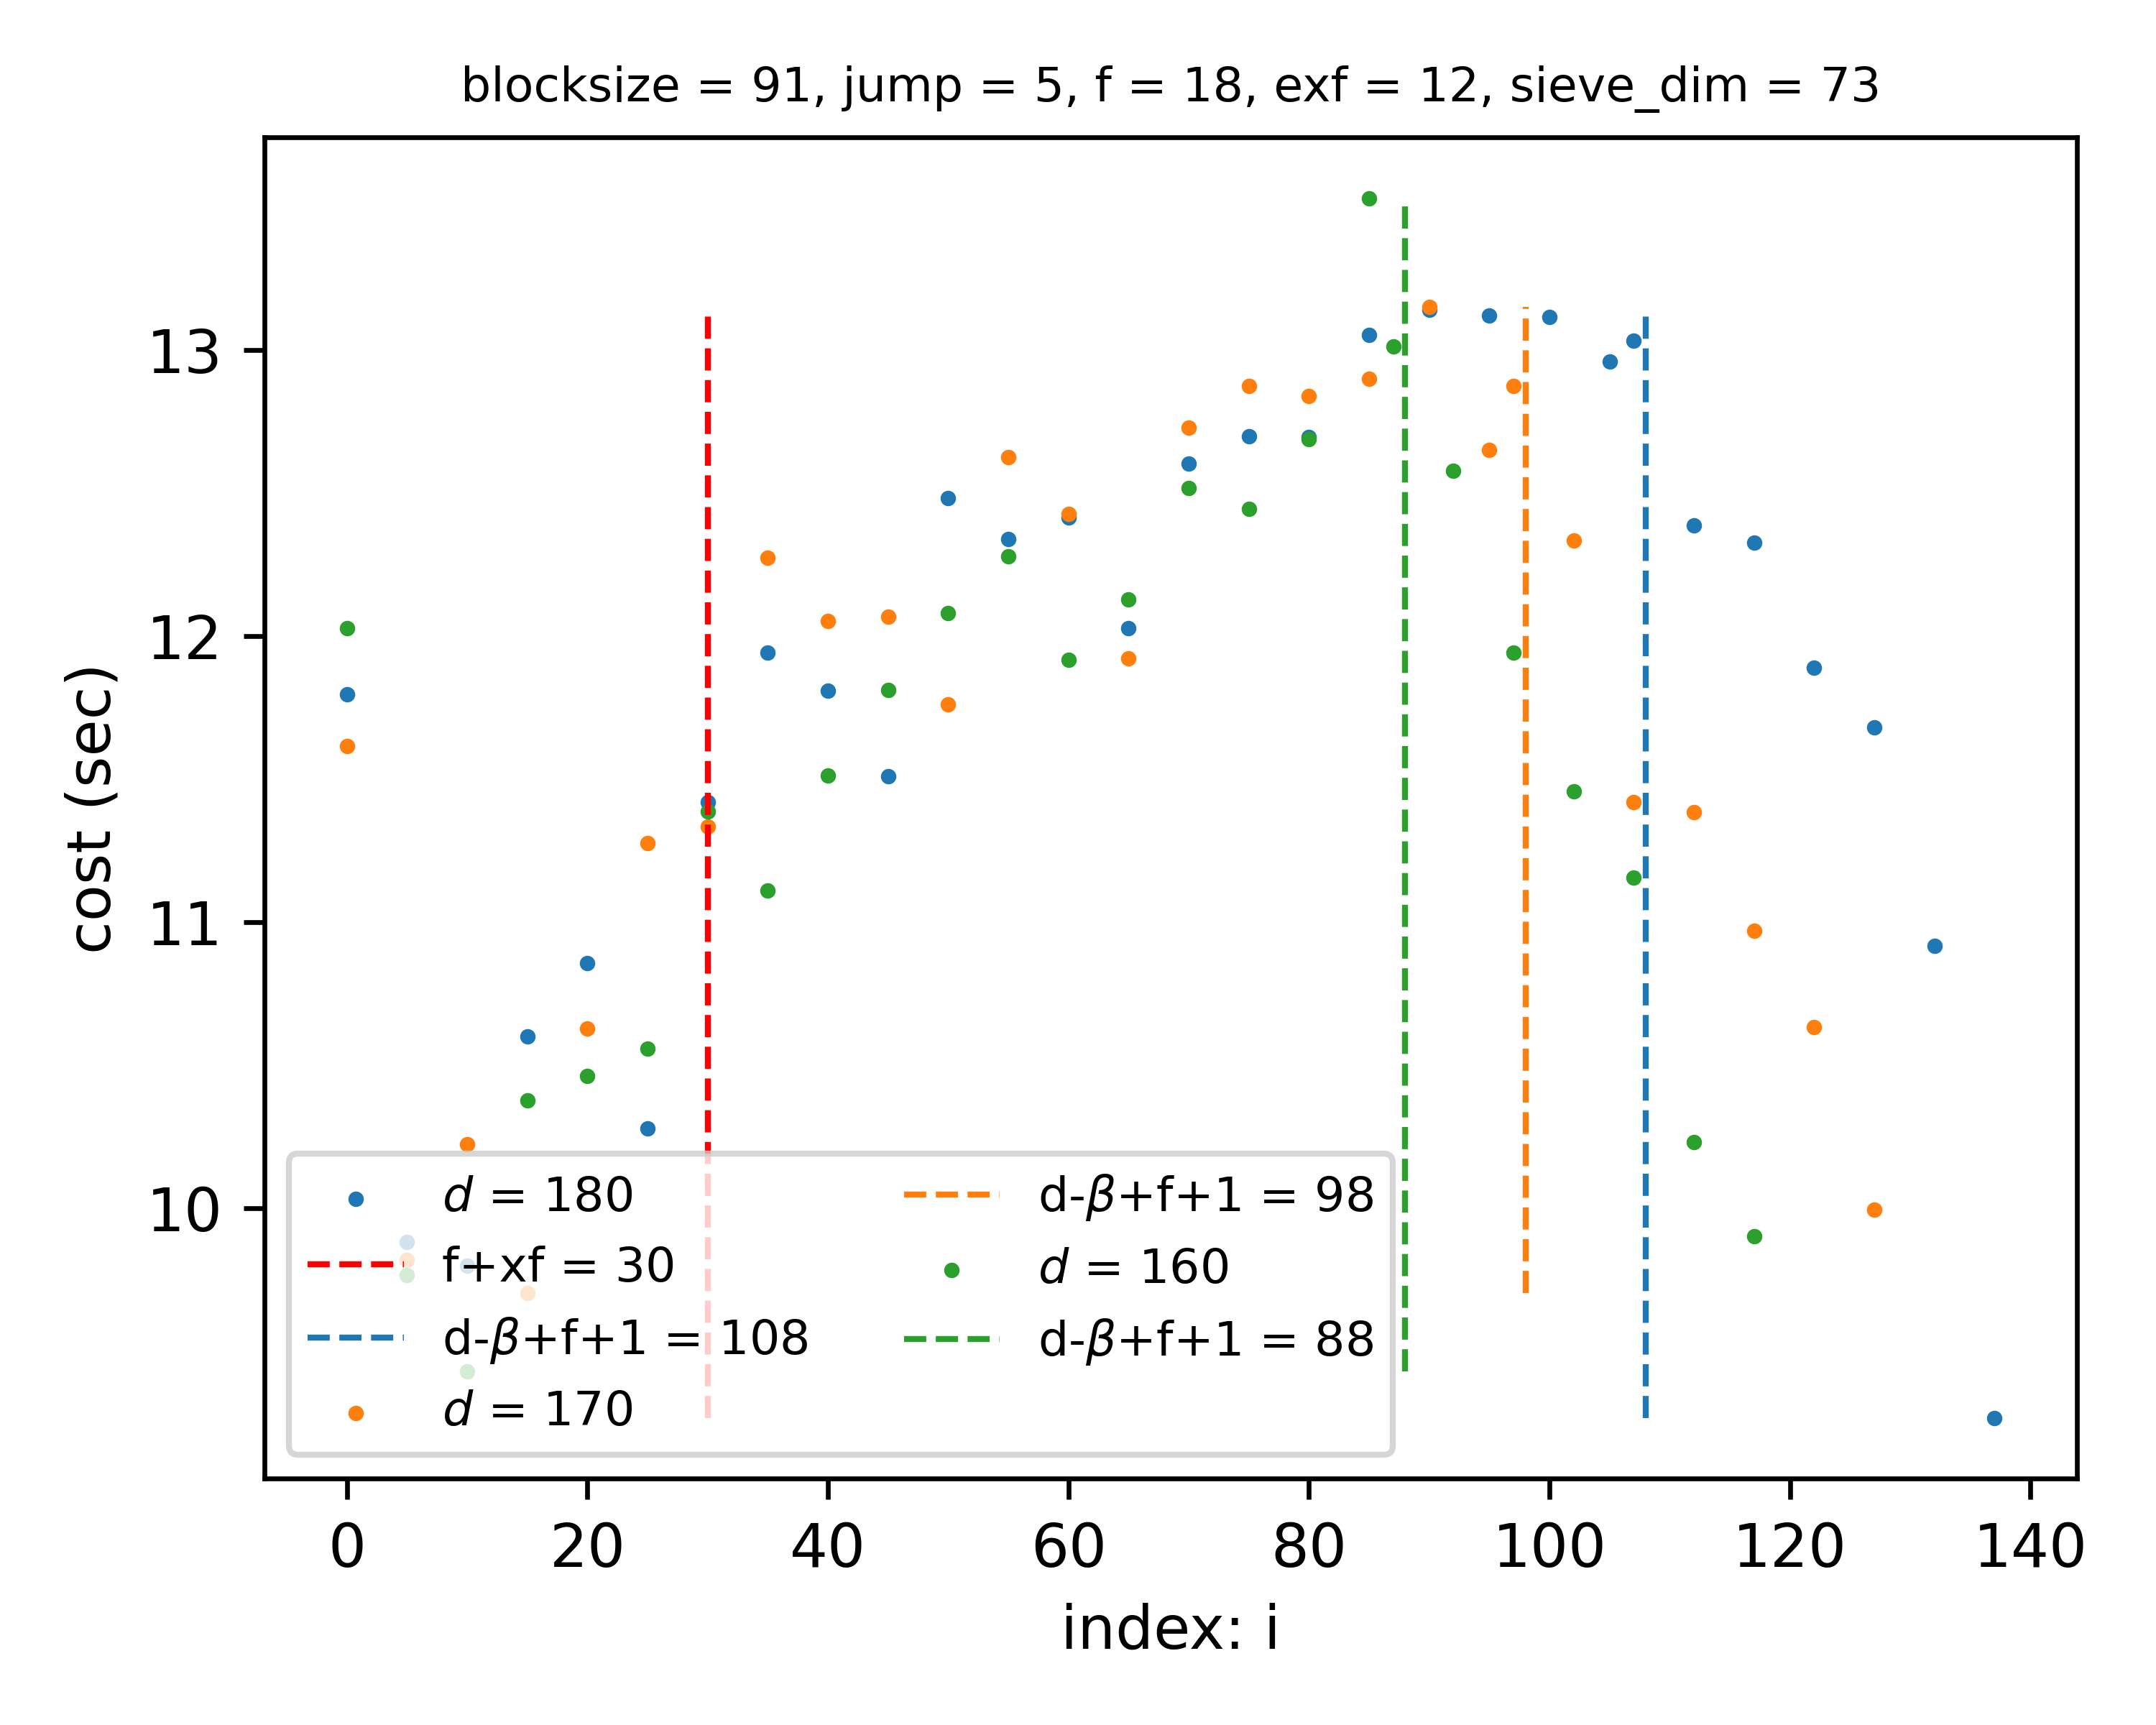 blocksize = 91, jump = 5, f = 18, exf = 12, sieve_dim = 73
cost (sec)
13
12
11
10
d = 180
f+xf = 30
d-β+f+1 = 108
d = 170
d-β+f+1 = 98
d = 160
d-β+f+1 = 88
0 20 40 60 80 100 120 140
index: i